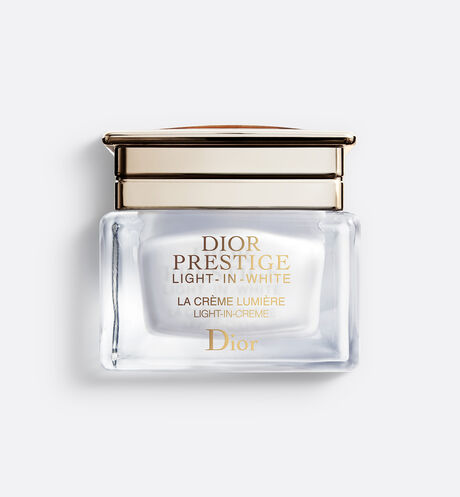 DIOR
PRESTIGE
LIGHT-IN-WHITE
LA CRÈME LUMIÈRE
LIGHT-IN-CREME
Dior